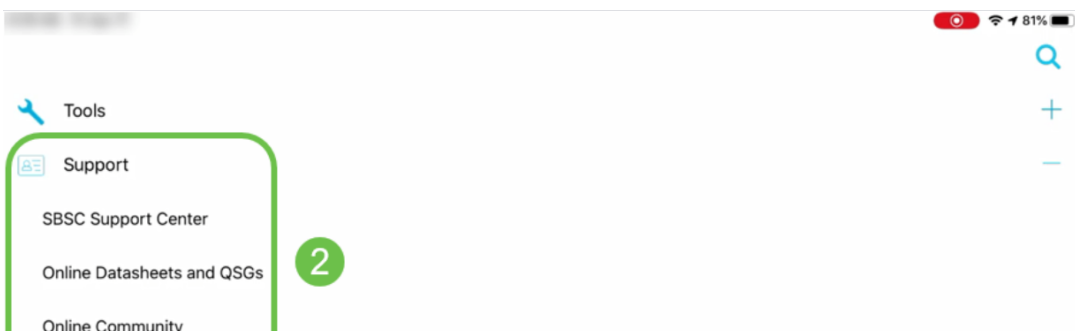 81%
Tools
Support
SBSC Support Center
Online Datasheets and QSGs
2
Online Community